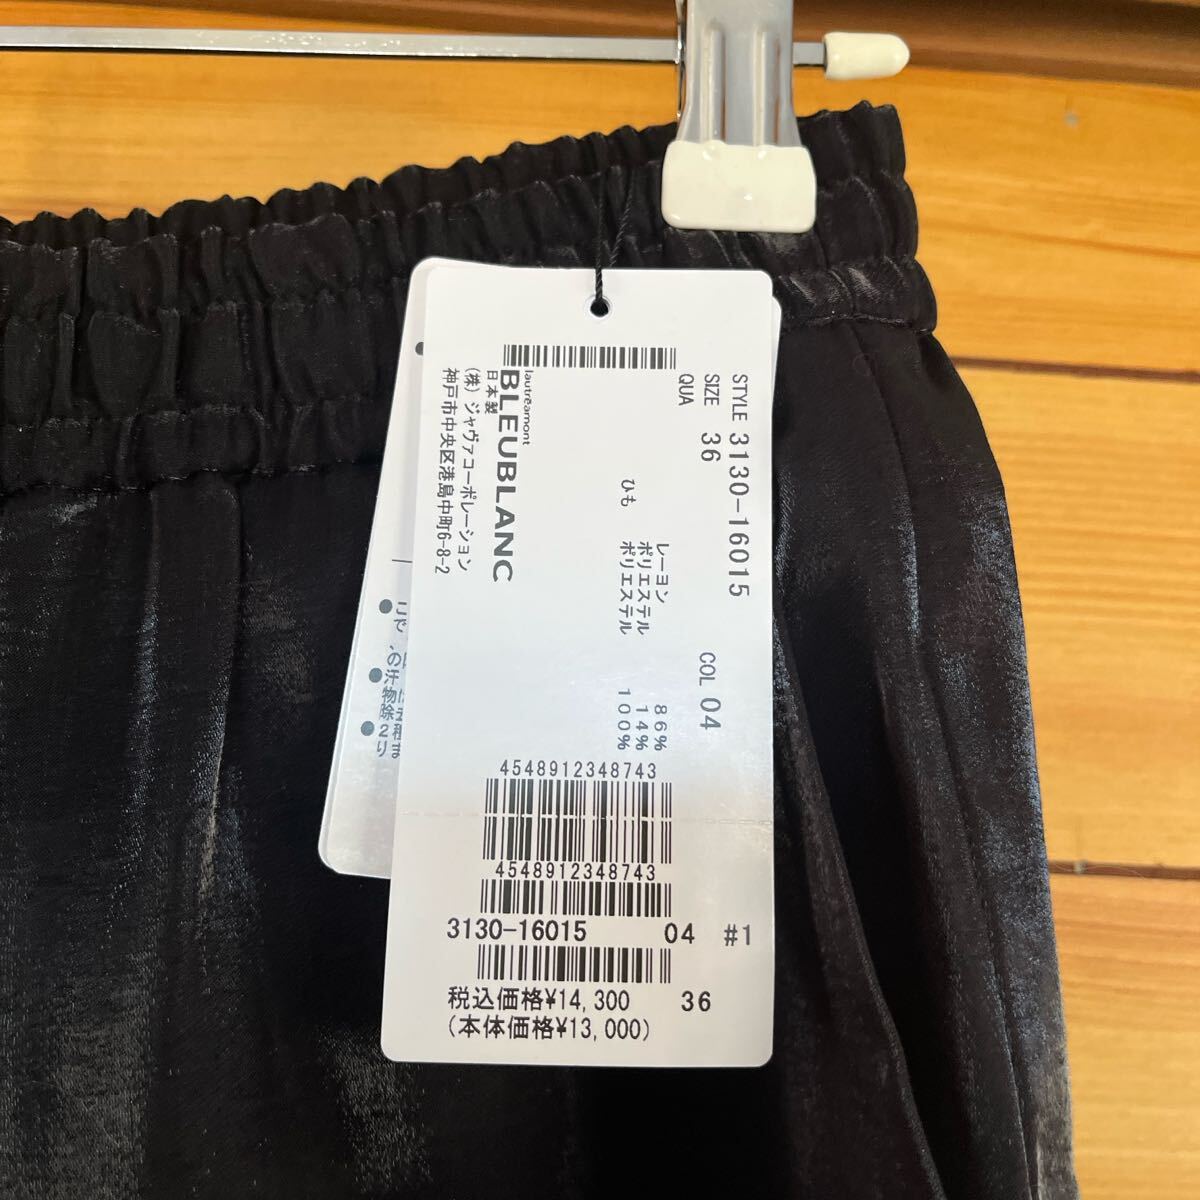 STYLE 3130-16015
SIZE 36
COL 04
QUA
レーヨン 86%
ポリエステル 14%
ひも ポリエステル 100%
lautrēamont
BLEUBLANC
日本製
(株) ジャヴァコーポレーション
神戸市中央区港島中町6-8-2
4548912348743
4548912348743
3130-16015 04 #1
税込価格¥14,300 36
(本体価格¥13,000)